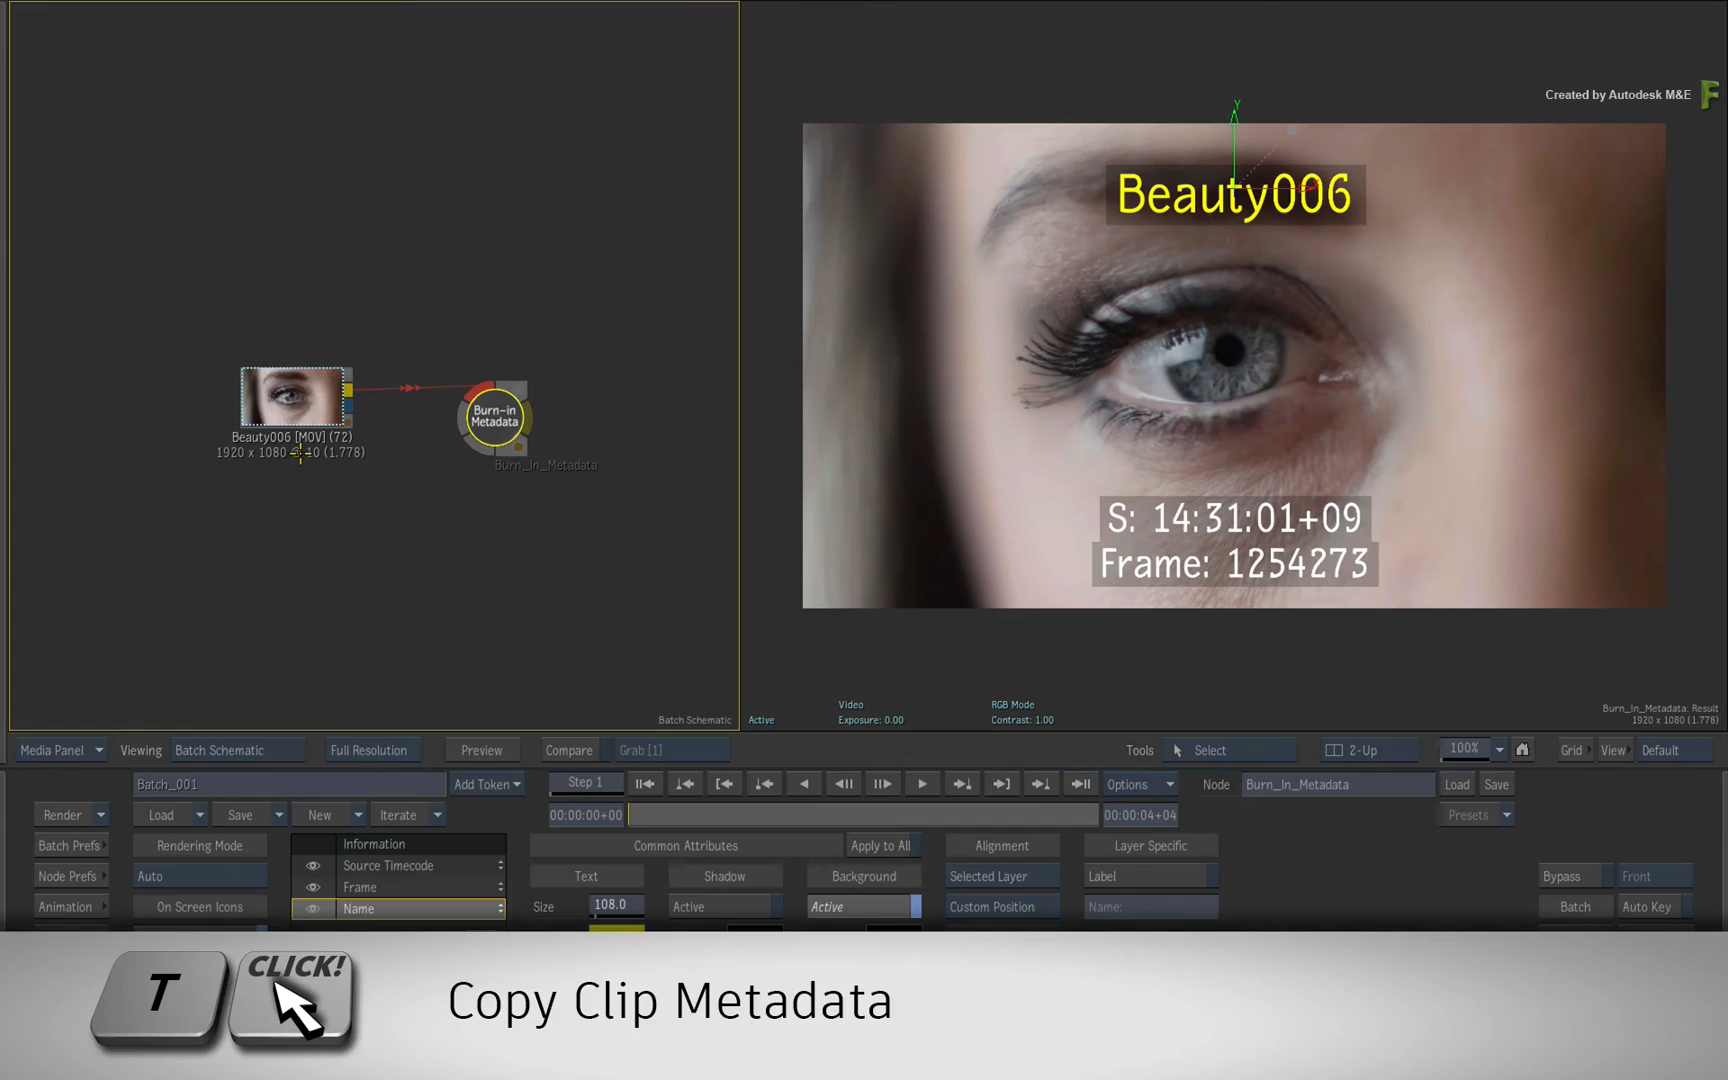 Created by Autodesk M&E
Y
Beauty006
S: 14:31:01+09
Frame: 1254273
Burn-in
Metadata
Beauty006 [MOV] (72)
1920 x 1080 10 (1.778)
Burn_In_Metadata
Batch Schematic
Active
Video
Exposure: 0.00
RGB Mode
Contrast: 1.00
Burn_In_Metadata: Result
1920 x 1080 (1.778)
Media Panel Viewing Batch Schematic Full Resolution Preview Compare Grab [1] Tools Select 2-Up 100% Grid View Default
Batch_001 Add Token Step 1 Options Node Burn_In_Metadata Load Save
Render Load Save New Iterate 00:00:00+00 00:00:04+04 Presets
Batch Prefs Rendering Mode Information Common Attributes Apply to All Alignment Layer Specific
Source Timecode
Node Prefs Auto Frame Text Shadow Background Selected Layer Label Bypass Front
Animation On Screen Icons Name Size 108.0 Active Active Custom Position Name: Batch Auto Key
T CLICK! Copy Clip Metadata